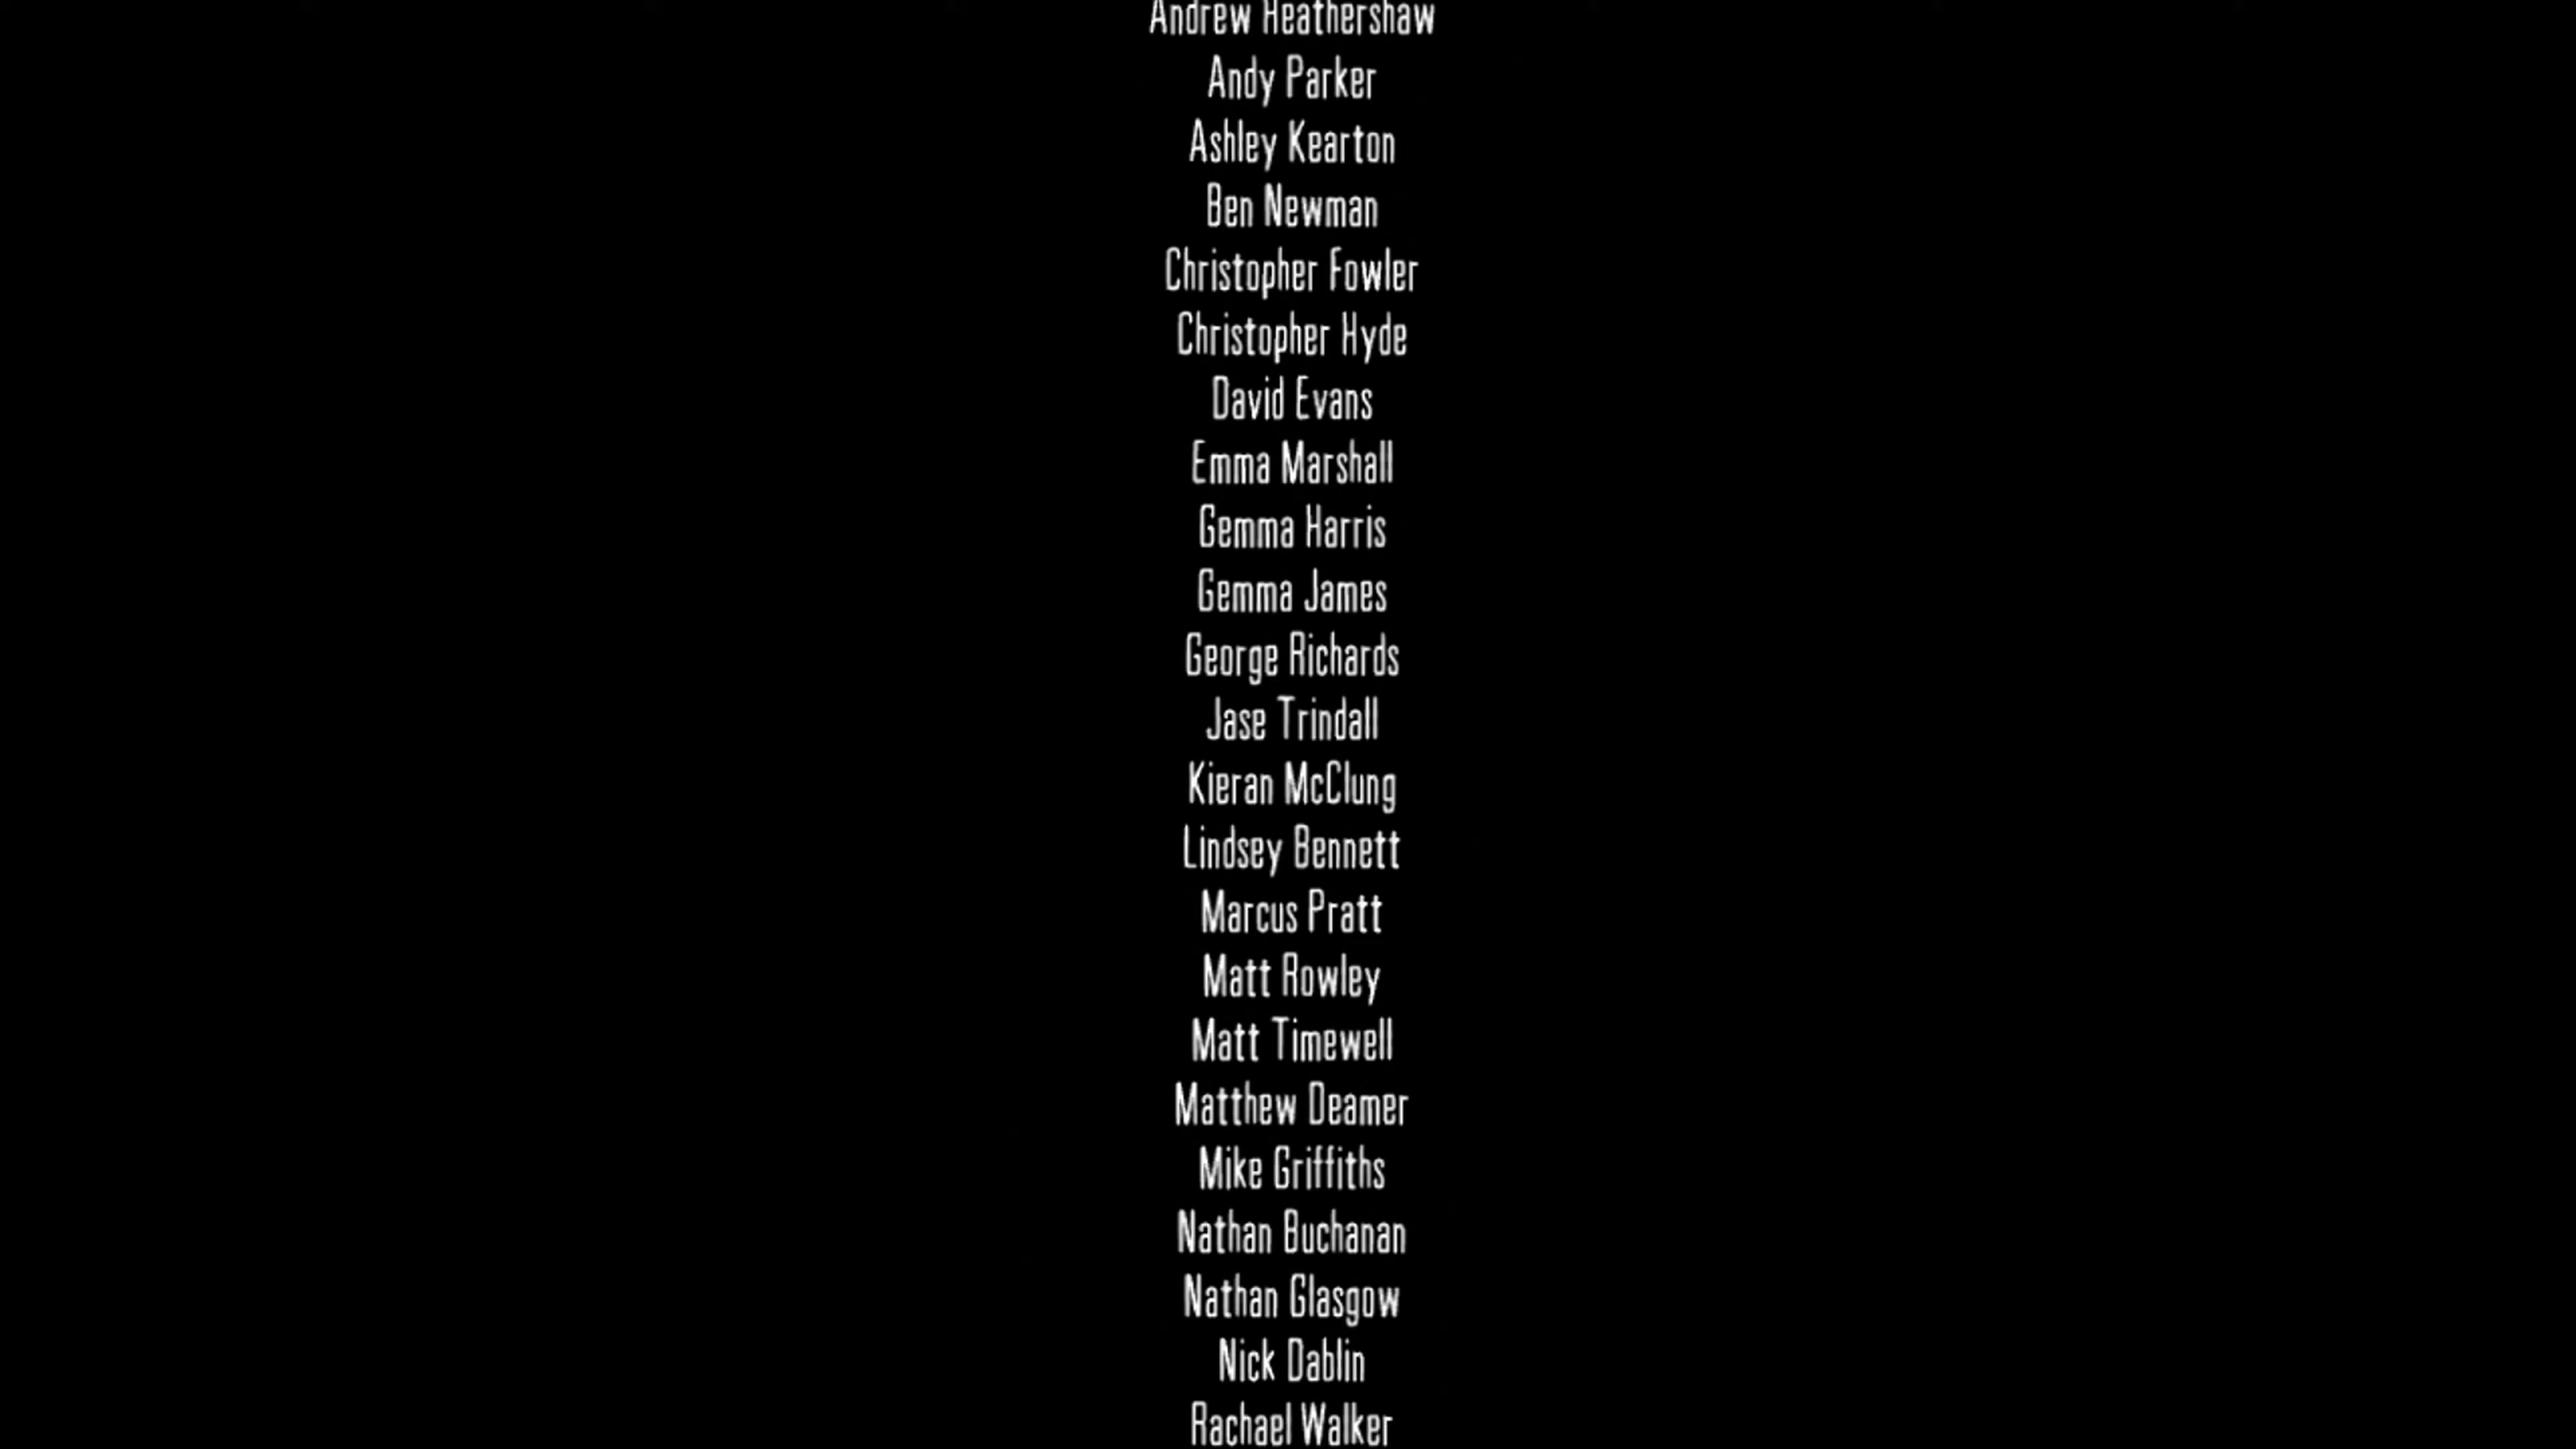 Andrew Heathershaw
Andy Parker
Ashley Kearton
Ben Newman
Christopher Fowler
Christopher Hyde
David Evans
Emma Marshall
Gemma Harris
Gemma James
George Richards
Jase Trindall
Kieran McClung
Lindsey Bennett
Marcus Pratt
Matt Rowley
Matt Timewell
Matthew Deamer
Mike Griffiths
Nathan Buchanan
Nathan Glasgow
Nick Dablin
Rachael Walker